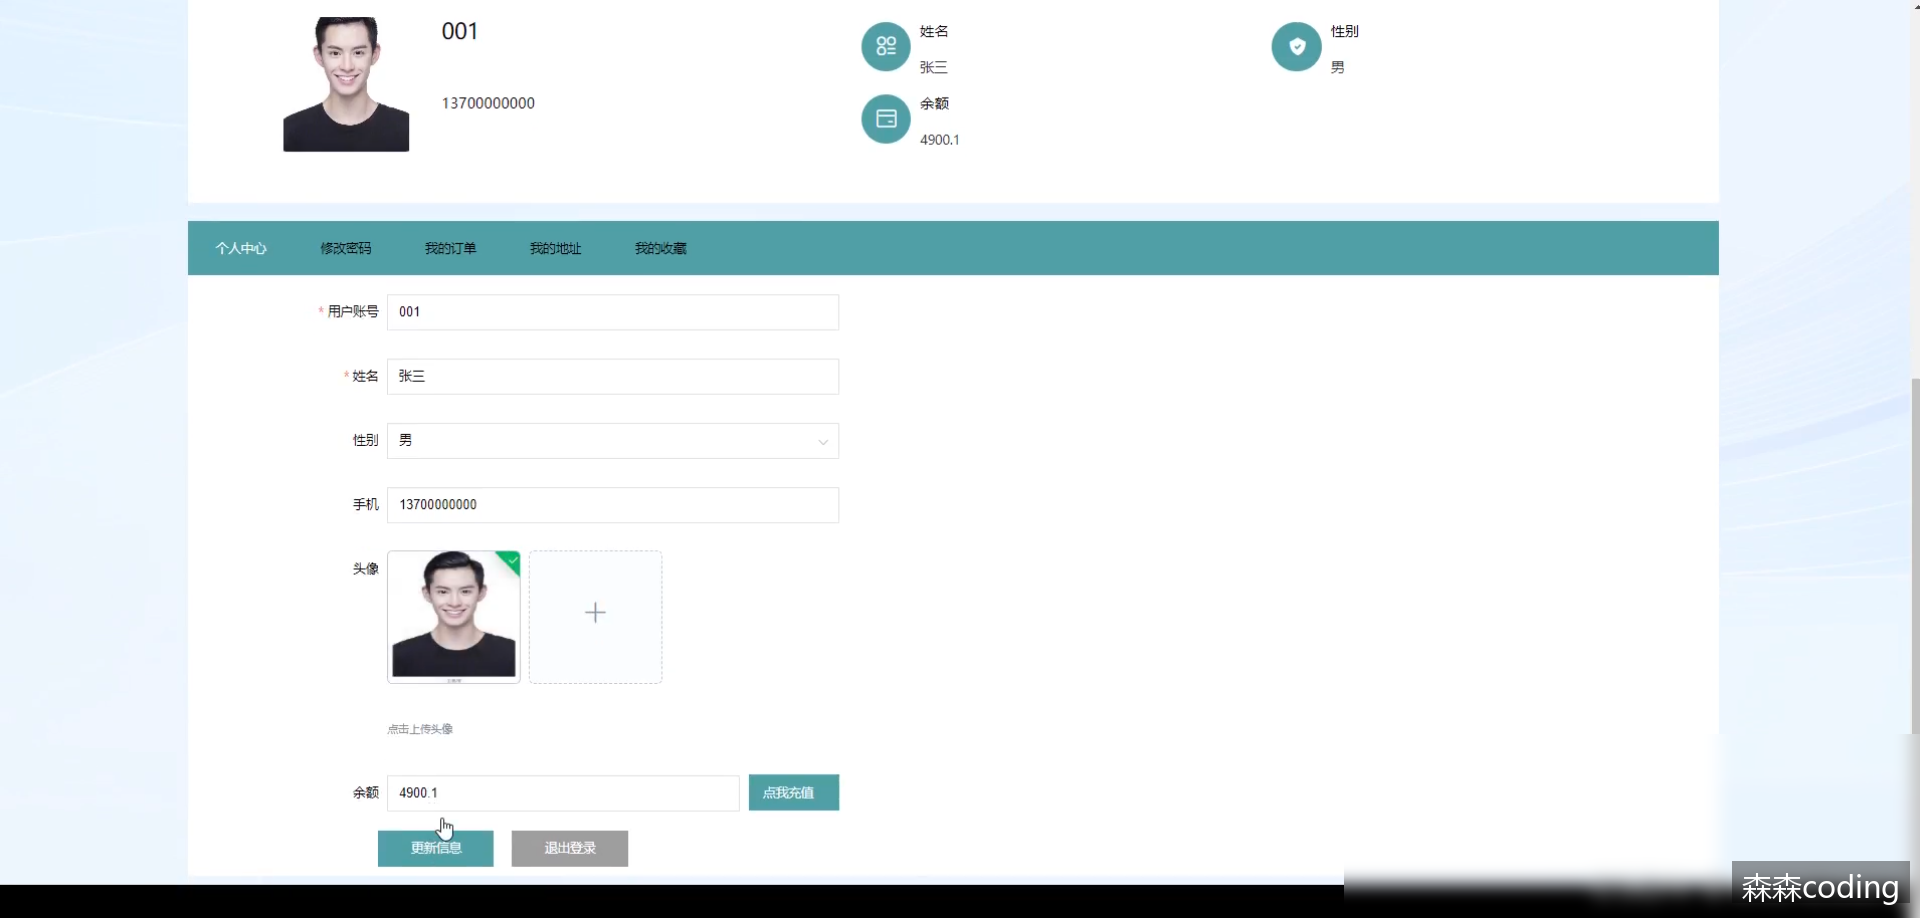 001
13700000000
姓名
张三
性别
男
余额
4900.1
个人中心 修改密码 我的订单 我的地址 我的收藏
* 用户账号 001
* 姓名 张三
性别 男
手机 13700000000
头像
点击上传头像
余额 4900.1 点我充值
更新信息 退出登录
森森coding